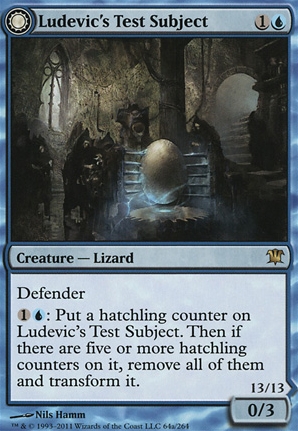 Ludevic's Test Subject 1
Creature — Lizard
Defender
1: Put a hatchling counter on
Ludevic's Test Subject. Then if
there are five or more hatchling
counters on it, remove all of them
and transform it.
13/13
Nils Hamm
0/3
™ & © 1993-2011 Wizards of the Coast LLC 64a/264